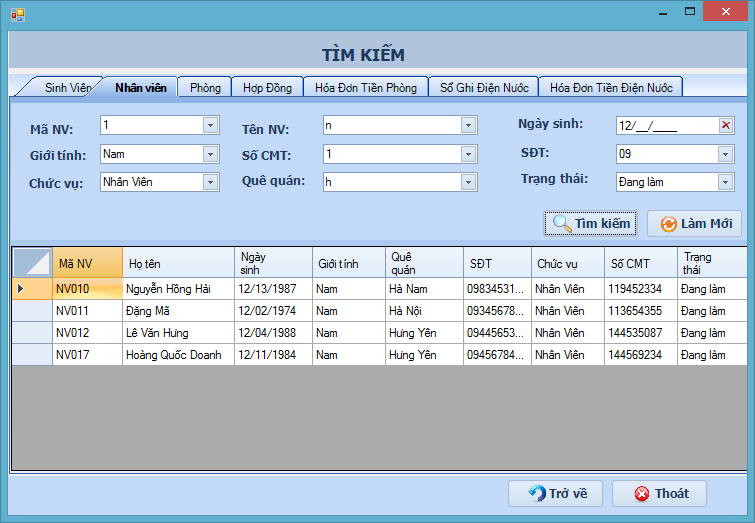 TÌM KIẾM
Sinh Viên Nhân viên Phòng Hợp Đồng Hóa Đơn Tiền Phòng Sổ Ghi Điện Nước Hóa Đơn Tiền Điện Nước
Mã NV: 1 Tên NV: n Ngày sinh: 12/__/____
Giới tính: Nam Số CMT: 1 SĐT: 09
Chức vụ: Nhân Viên Quê quán: h Trạng thái: Đang làm
Tìm kiếm Làm Mới
Mã NV Họ tên Ngày sinh Giới tính Quê quán SĐT Chức vụ Số CMT Trạng thái
NV010 Nguyễn Hồng Hải 12/13/1987 Nam Hà Nam 09834531... Nhân Viên 119452334 Đang làm
NV011 Đặng Mã 12/02/1974 Nam Hà Nội 09345678... Nhân Viên 113654355 Đang làm
NV012 Lê Văn Hưng 12/04/1988 Nam Hưng Yên 09445653... Nhân Viên 144535087 Đang làm
NV017 Hoàng Quốc Doanh 12/11/1984 Nam Hưng Yên 09456784... Nhân Viên 144569234 Đang làm
Trở về Thoát